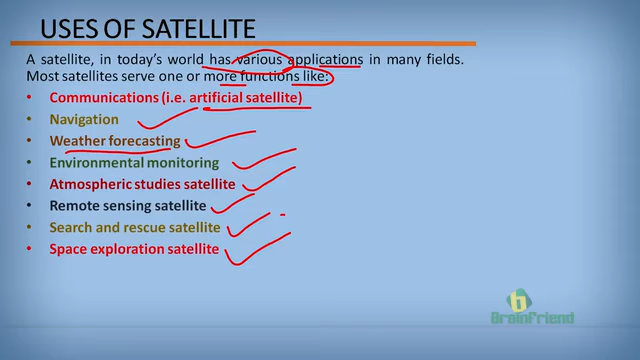 USES OF SATELLITE
A satellite, in today's world has various applications in many fields.
Most satellites serve one or more functions like:
• Communications (i.e. artificial satellite)
• Navigation
• Weather forecasting
• Environmental monitoring
• Atmospheric studies satellite
• Remote sensing satellite
• Search and rescue satellite
• Space exploration satellite
b
Brainfriend